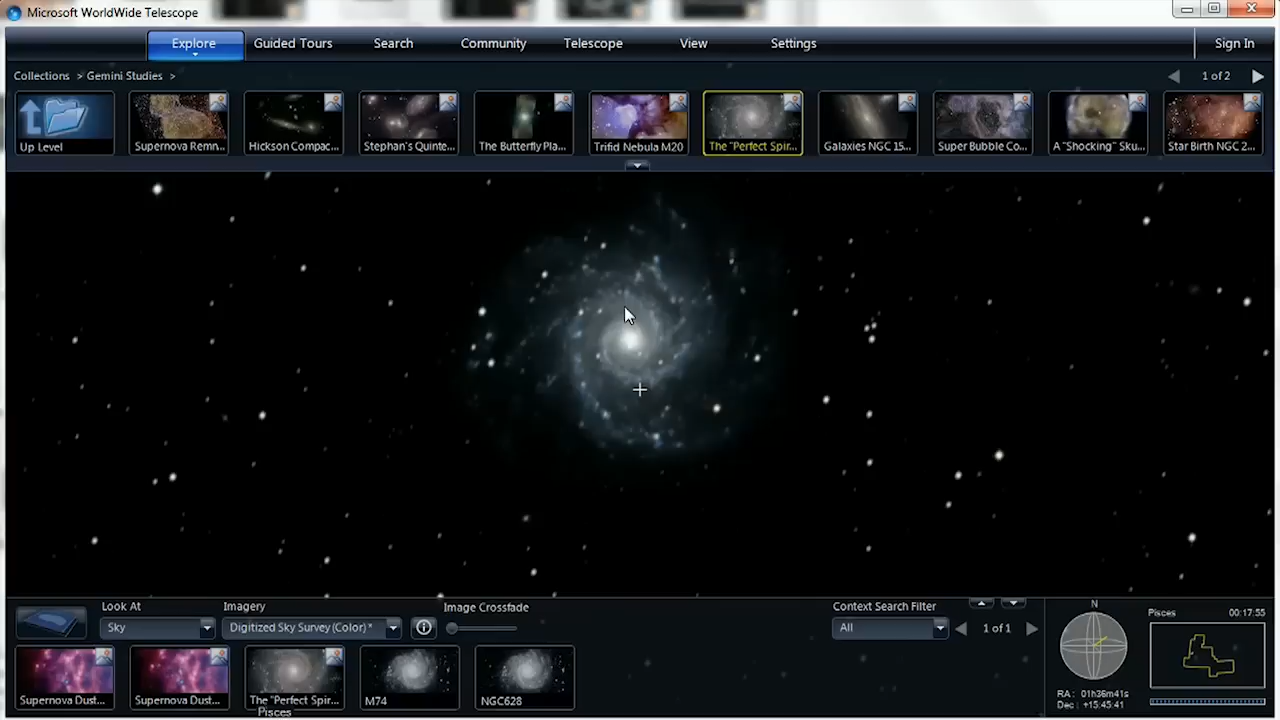 Microsoft WorldWide Telescope
Explore Guided Tours Search Community Telescope View Settings Sign In
Collections > Gemini Studies > 1 of 2
Up Level Supernova Remn... Hickson Compac... Stephan's Quinte... The Butterfly Pla... Trifid Nebula M20 The "Perfect Spir... Galaxies NGC 15... Super Bubble Co... A "Shocking" Sku... Star Birth NGC 2...
Look At Imagery Image Crossfade Context Search Filter N Pisces 00:17:55
Sky Digitized Sky Survey (Color) * All 1 of 1
Supernova Dust... Supernova Dust... The "Perfect Spir... M74 NGC628
RA : 01h36m41s
Dec : +15:45:41
Pisces